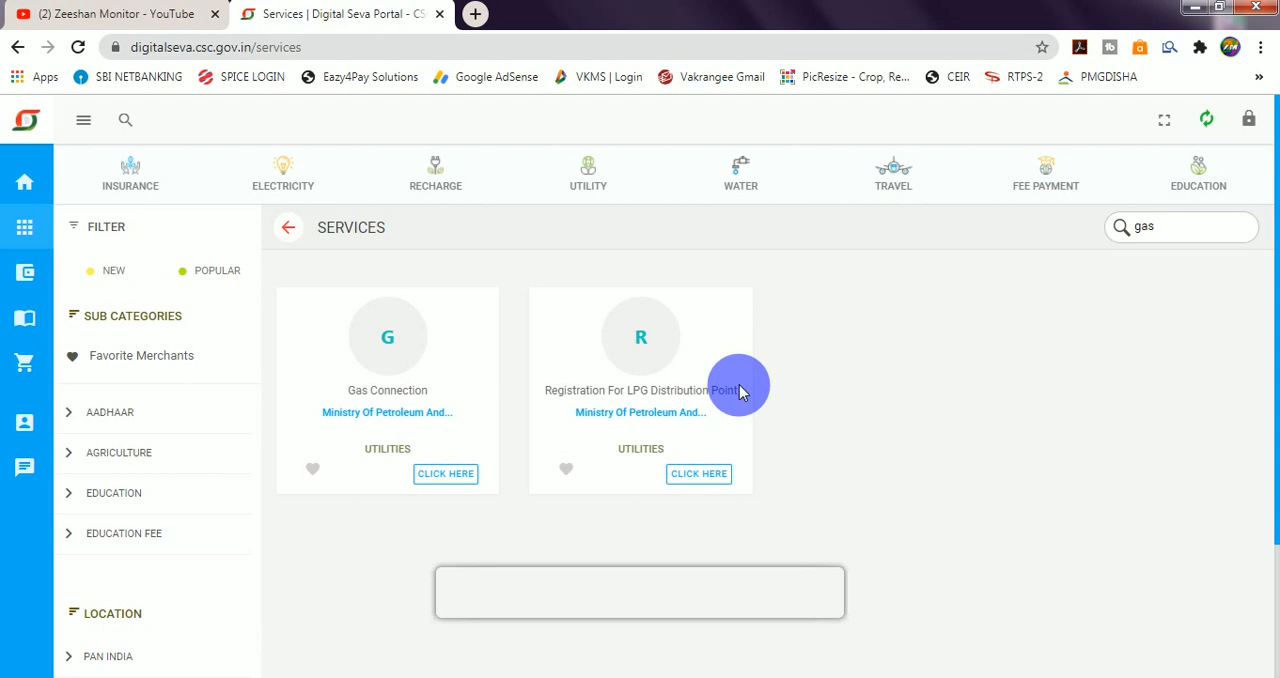 (2) Zeeshan Monitor - YouTube
Services | Digital Seva Portal - CS
digitalseva.csc.gov.in/services
Apps SBI NETBANKING SPICE LOGIN Eazy4Pay Solutions Google AdSense VKMS | Login Vakrangee Gmail PicResize - Crop, Re... CEIR RTPS-2 PMGDISHA »
INSURANCE ELECTRICITY RECHARGE UTILITY WATER TRAVEL FEE PAYMENT EDUCATION
FILTER
SERVICES
gas
NEW POPULAR
SUB CATEGORIES
Favorite Merchants
AADHAAR
AGRICULTURE
EDUCATION
EDUCATION FEE
LOCATION
PAN INDIA
G
Gas Connection
Ministry Of Petroleum And...
UTILITIES
CLICK HERE
R
Registration For LPG Distribution Point
Ministry Of Petroleum And...
UTILITIES
CLICK HERE